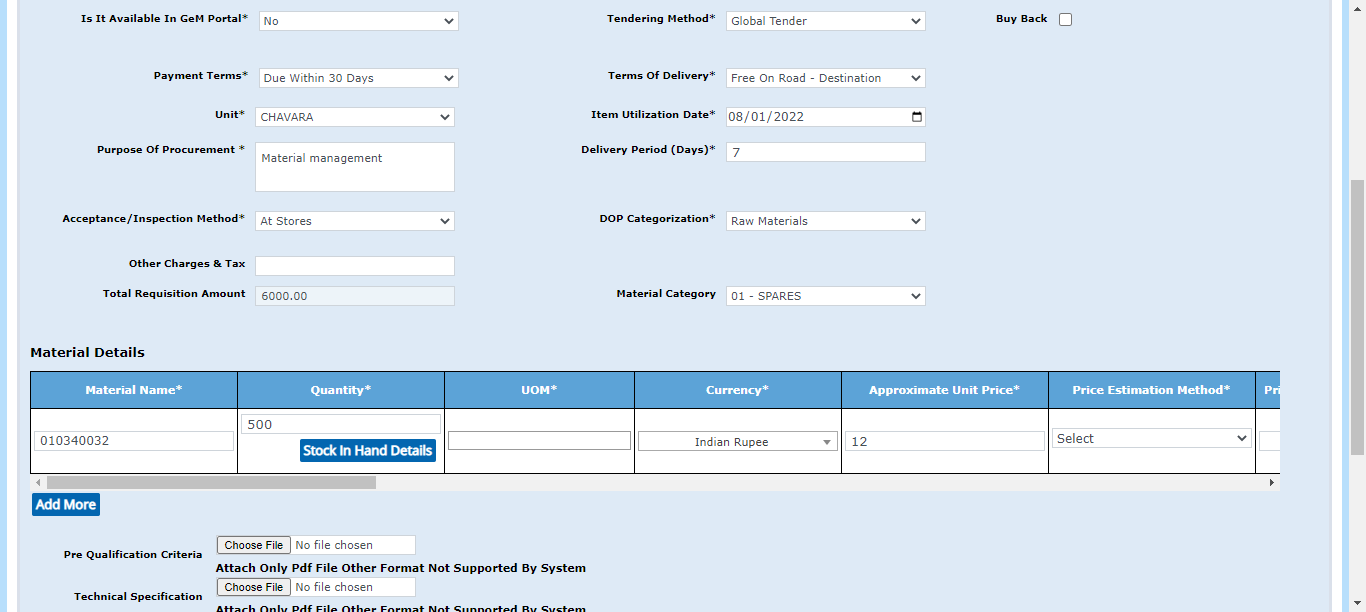 Is It Available In GeM Portal* No Tendering Method* Global Tender Buy Back
Payment Terms* Due Within 30 Days Terms Of Delivery* Free On Road - Destination
Unit* CHAVARA Item Utilization Date* 08/01/2022
Purpose Of Procurement * Material management Delivery Period (Days)* 7
Acceptance/Inspection Method* At Stores DOP Categorization* Raw Materials
Other Charges & Tax
Total Requisition Amount 6000.00 Material Category 01 - SPARES
Material Details
Material Name* Quantity* UOM* Currency* Approximate Unit Price* Price Estimation Method* Pri
010340032 500 Indian Rupee 12 Select
Stock In Hand Details
Add More
Pre Qualification Criteria Choose File No file chosen
Attach Only Pdf File Other Format Not Supported By System
Technical Specification Choose File No file chosen
Attach Only Pdf File Other Format Not Supported By System